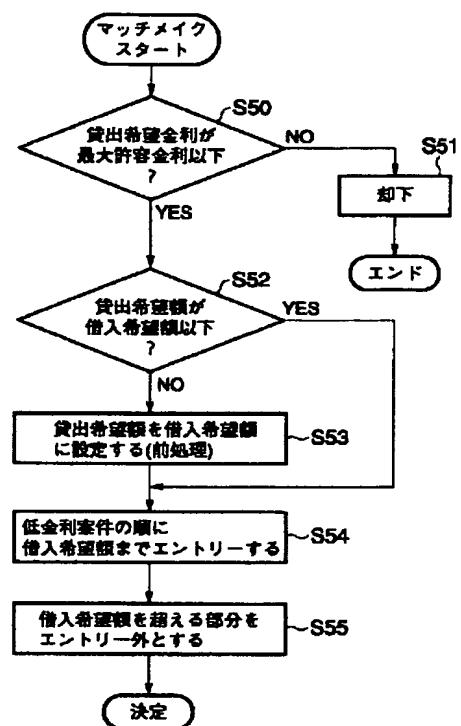 マッチメイク
スタート
S50
貸出希望金利が
最大許容金利以下
?
NO
S51
却下
エンド
YES
S52
貸出希望額が
借入希望額以下
?
YES
NO
貸出希望額を借入希望額
に設定する(前処理)
S53
低金利案件の順に
借入希望額までエントリーする
S54
借入希望額を超える部分を
エントリー外とする
S55
決定